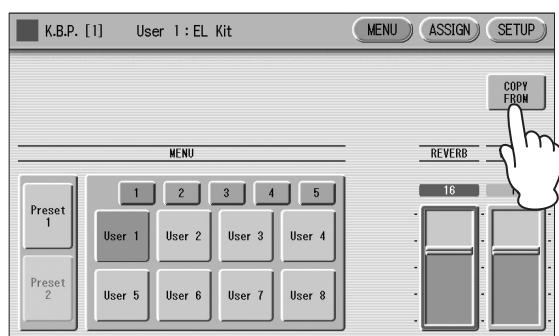 K.B.P. [1] User 1 : EL Kit MENU ASSIGN SETUP
COPY
FROM
MENU REVERB
1 2 3 4 5 16
Preset
1
User 1 User 2 User 3 User 4
Preset
2
User 5 User 6 User 7 User 8